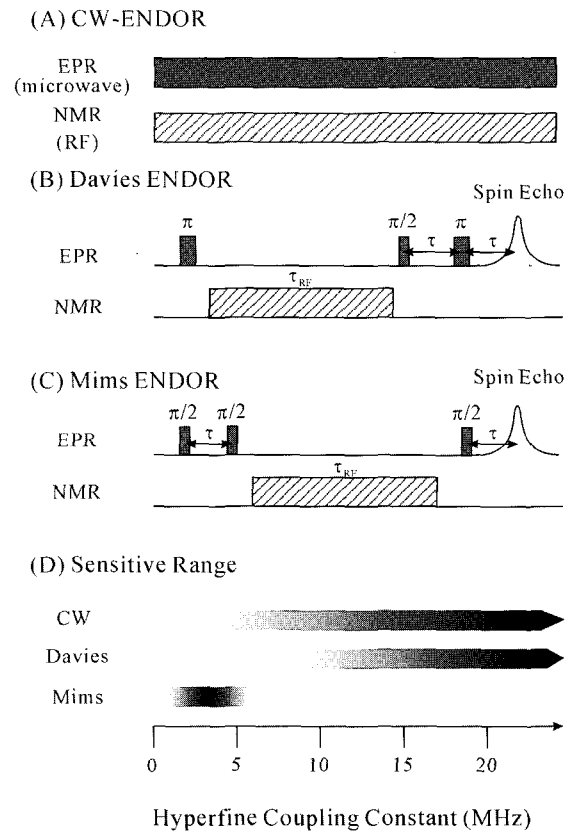 (A) CW-ENDOR
EPR
(microwave)
NMR
(RF)
(B) Davies ENDOR
Spin Echo
π π/2 π
τ τ
EPR
τRF
NMR
(C) Mims ENDOR
Spin Echo
π/2 π/2 π/2
τ τ
EPR
τRF
NMR
(D) Sensitive Range
CW
Davies
Mims
0 5 10 15 20
Hyperfine Coupling Constant (MHz)